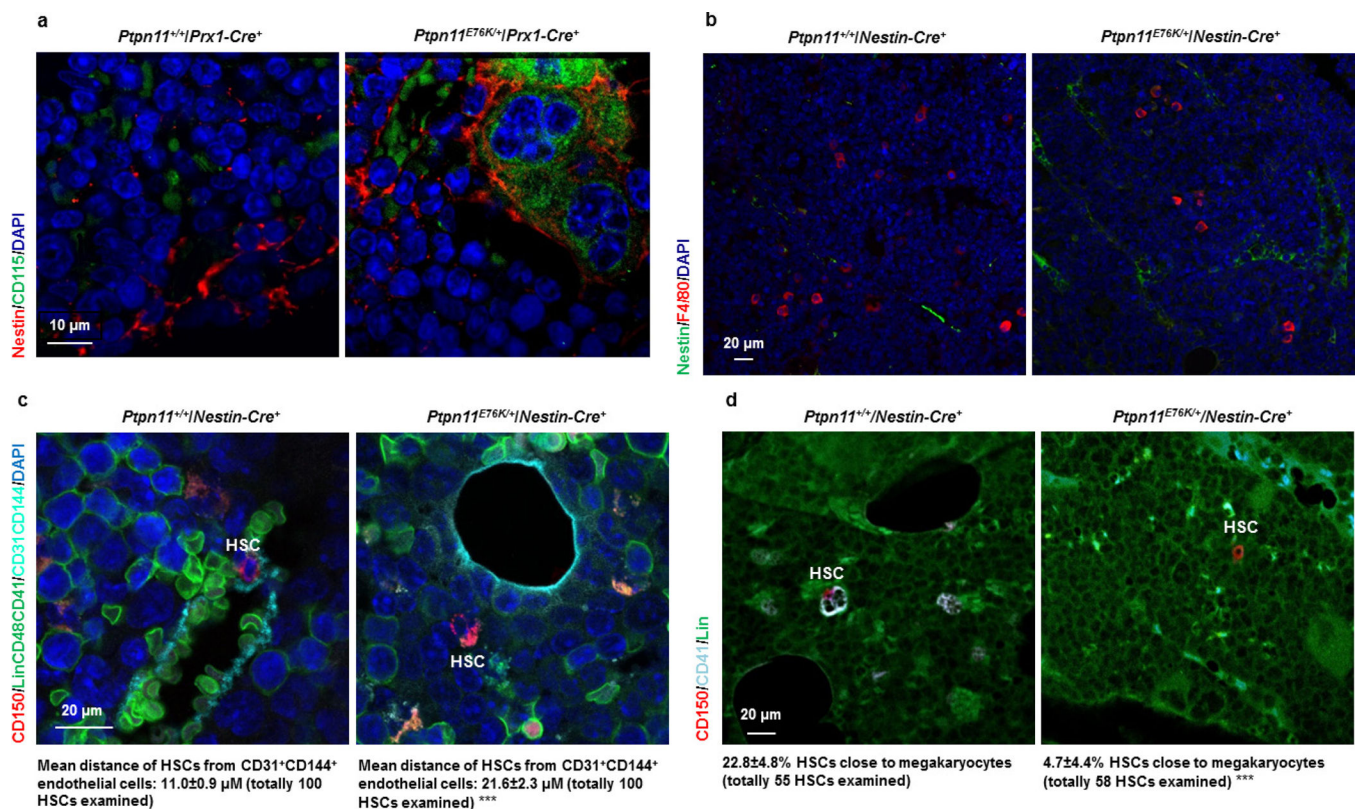 a
Ptpn11+/+/Prx1-Cre+
Ptpn11E76K/+/Prx1-Cre+
Nestin/CD115/DAPI
10 µm
b
Ptpn11+/+/Nestin-Cre+
Ptpn11E76K/+/Nestin-Cre+
Nestin/F4/80/DAPI
20 µm
c
Ptpn11+/+/Nestin-Cre+
Ptpn11E76K/+/Nestin-Cre+
CD150/LinCD48CD41/CD31CD144/DAPI
HSC
HSC
20 µm
Mean distance of HSCs from CD31+CD144+
endothelial cells: 11.0±0.9 µM (totally 100
HSCs examined)
Mean distance of HSCs from CD31+CD144+
endothelial cells: 21.6±2.3 µM (totally 100
HSCs examined) ***
d
Ptpn11+/+/Nestin-Cre+
Ptpn11E76K/+/Nestin-Cre+
CD150/CD41/Lin
HSC
HSC
20 µm
22.8±4.8% HSCs close to megakaryocytes
(totally 55 HSCs examined)
4.7±4.4% HSCs close to megakaryocytes
(totally 58 HSCs examined) ***